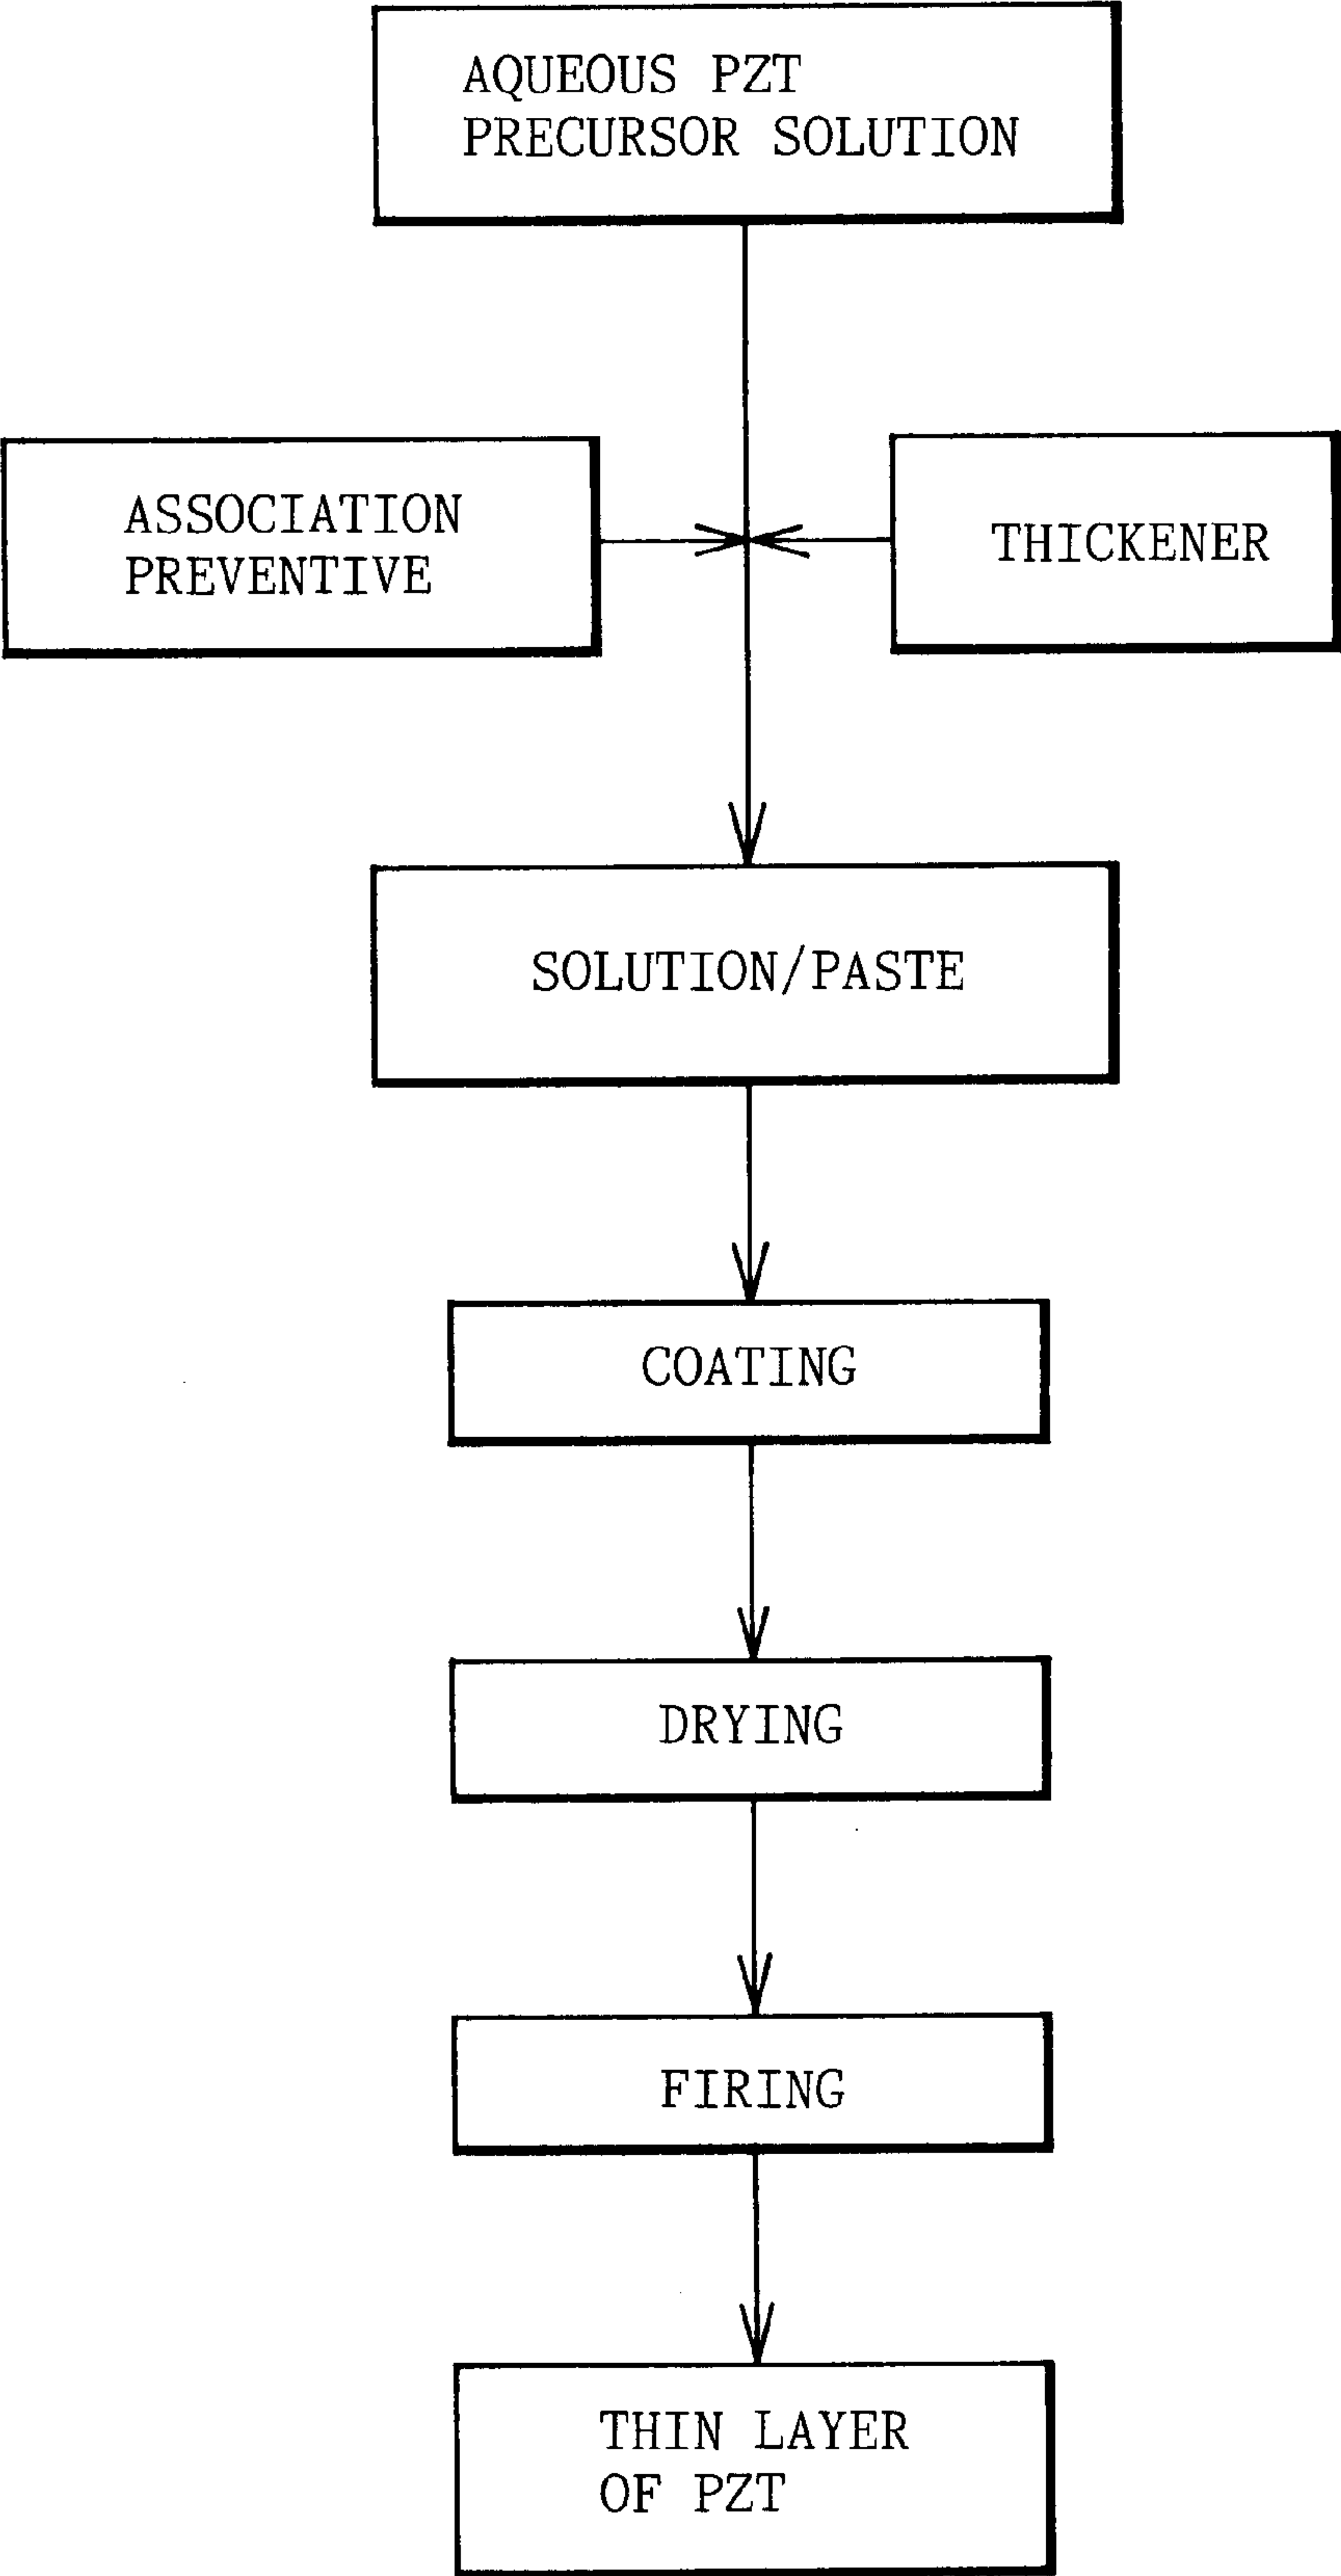 AQUEOUS PZT
PRECURSOR SOLUTION
ASSOCIATION
PREVENTIVE
THICKENER
SOLUTION/PASTE
COATING
DRYING
FIRING
THIN LAYER
OF PZT